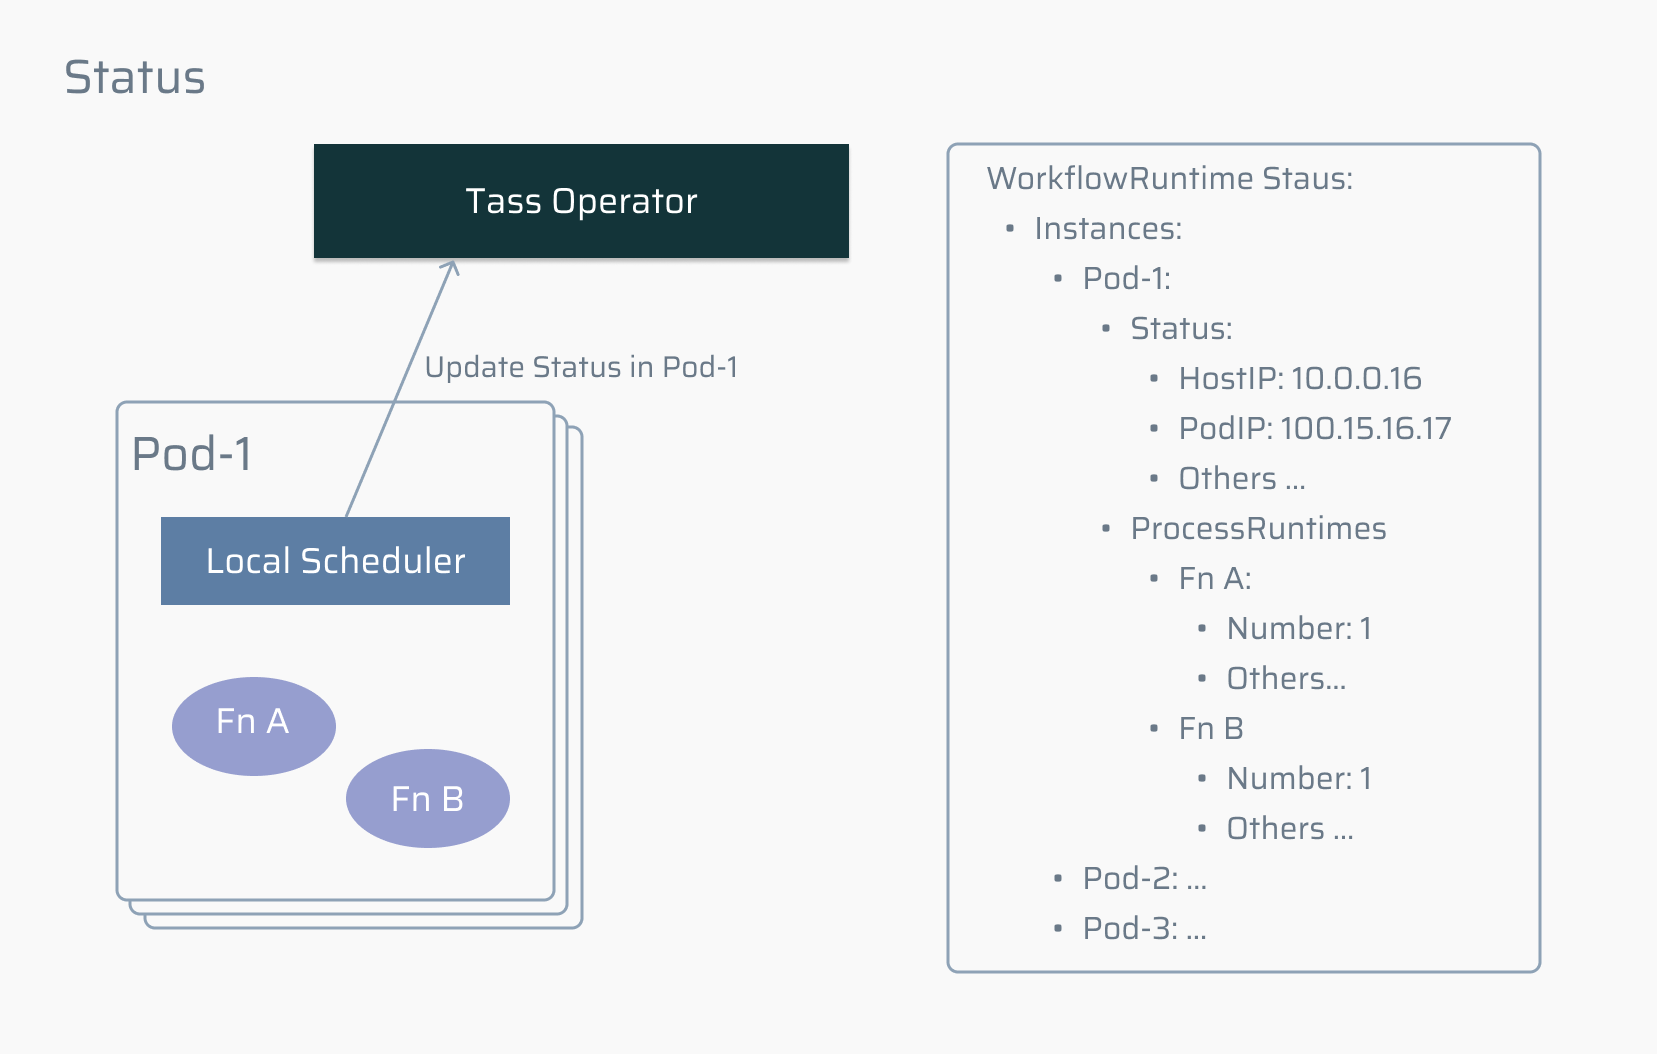 Status
Tass Operator
Update Status in Pod-1
Pod-1
Local Scheduler
Fn A
Fn B
WorkflowRuntime Staus:
▪ Instances:
▪ Pod-1:
▪ Status:
▪ HostIP: 10.0.0.16
▪ PodIP: 100.15.16.17
▪ Others ...
▪ ProcessRuntimes
▪ Fn A:
▪ Number: 1
▪ Others...
▪ Fn B
▪ Number: 1
▪ Others ...
▪ Pod-2: ...
▪ Pod-3: ...